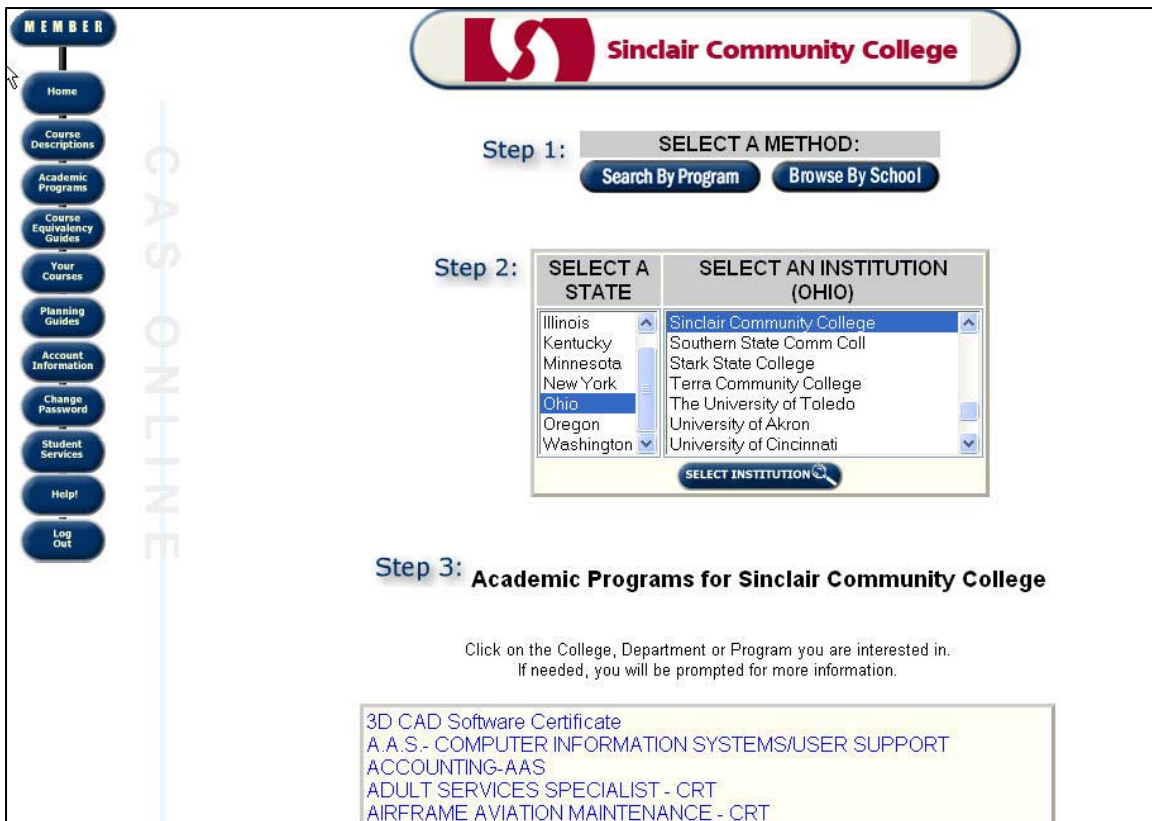 MEMBER
Home
Course
Descriptions
Academic
Programs
Course
Equivalency
Guides
Your
Courses
Planning
Guides
Account
Information
Change
Password
Student
Services
Help!
Log
Out
CAS ONLINE
Sinclair Community College
Step 1:
SELECT A METHOD:
Search By Program
Browse By School
Step 2:
SELECT A
STATE
SELECT AN INSTITUTION
(OHIO)
Illinois
Kentucky
Minnesota
New York
Ohio
Oregon
Washington
Sinclair Community College
Southern State Comm Coll
Stark State College
Terra Community College
The University of Toledo
University of Akron
University of Cincinnati
SELECT INSTITUTION
Step 3: Academic Programs for Sinclair Community College
Click on the College, Department or Program you are interested in.
If needed, you will be prompted for more information.
3D CAD Software Certificate
A.A.S.- COMPUTER INFORMATION SYSTEMS/USER SUPPORT
ACCOUNTING-AAS
ADULT SERVICES SPECIALIST - CRT
AIRFRAME AVIATION MAINTENANCE - CRT